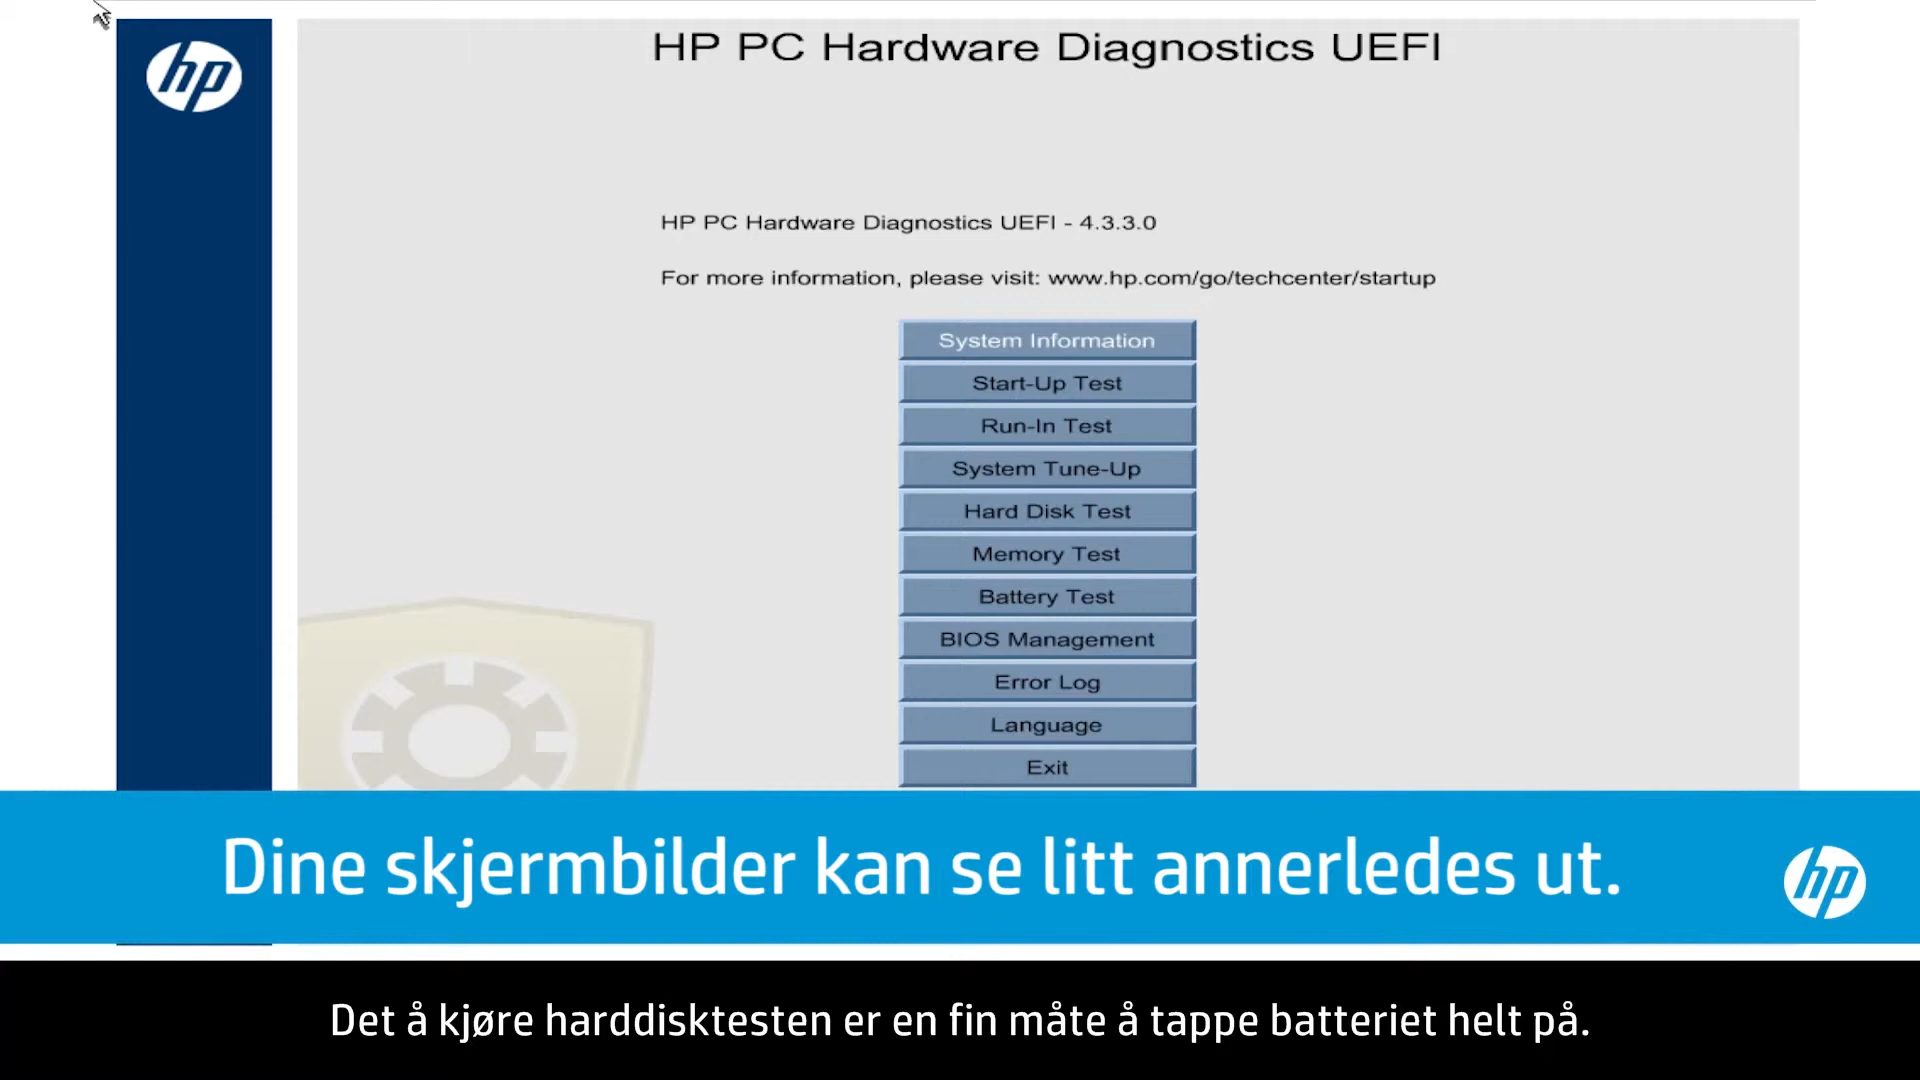 hp
HP PC Hardware Diagnostics UEFI
HP PC Hardware Diagnostics UEFI - 4.3.3.0
For more information, please visit: www.hp.com/go/techcenter/startup
System Information
Start-Up Test
Run-In Test
System Tune-Up
Hard Disk Test
Memory Test
Battery Test
BIOS Management
Error Log
Language
Exit
Dine skjermbilder kan se litt annerledes ut.
hp
Det å kjøre harddisktesten er en fin måte å tappe batteriet helt på.